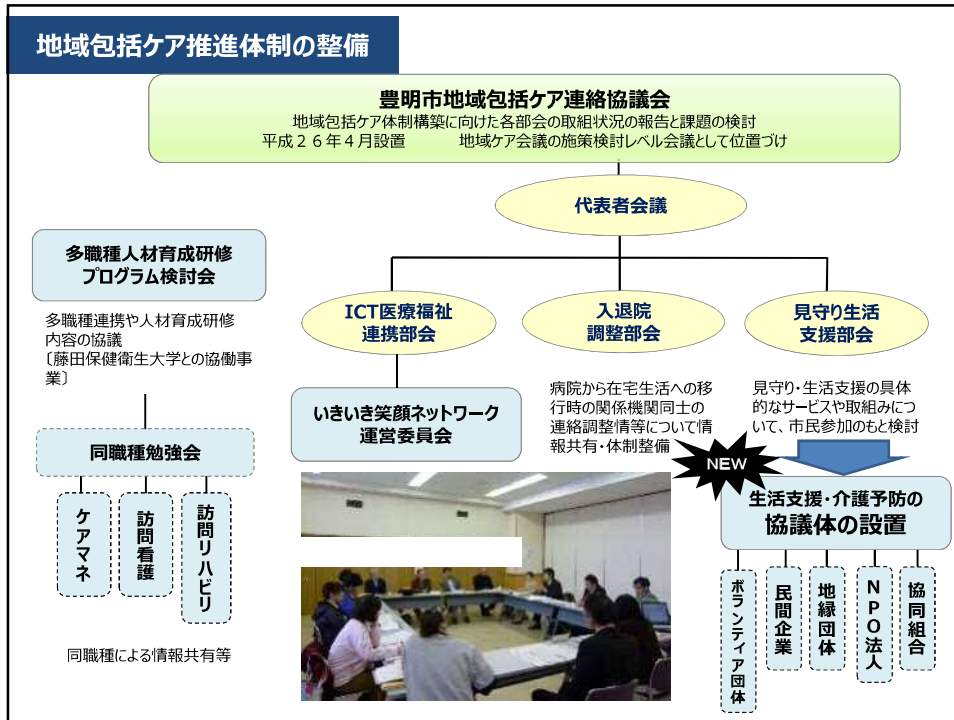 地域包括ケア推進体制の整備
豊明市地域包括ケア連絡協議会
地域包括ケア体制構築に向けた各部会の取組状況の報告と課題の検討
平成２６年４月設置　　　地域ケア会議の施策検討レベル会議として位置づけ
代表者会議
多職種人材育成研修
プログラム検討会
多職種連携や人材育成研修
内容の協議
〔藤田保健衛生大学との協働事
業〕
同職種勉強会
ケアマネ
訪問看護
訪問リハビリ
同職種による情報共有等
ICT医療福祉
連携部会
いきいき笑顔ネットワーク
運営委員会
入退院
調整部会
病院から在宅生活への移
行時の関係機関同士の
連絡調整情等について情
報共有・体制整備
見守り生活
支援部会
見守り・生活支援の具体
的なサービスや取組みにつ
いて、市民参加のもと検討
NEW
生活支援・介護予防の
協議体の設置
ボランティア団体
民間企業
地縁団体
NPO法人
協同組合